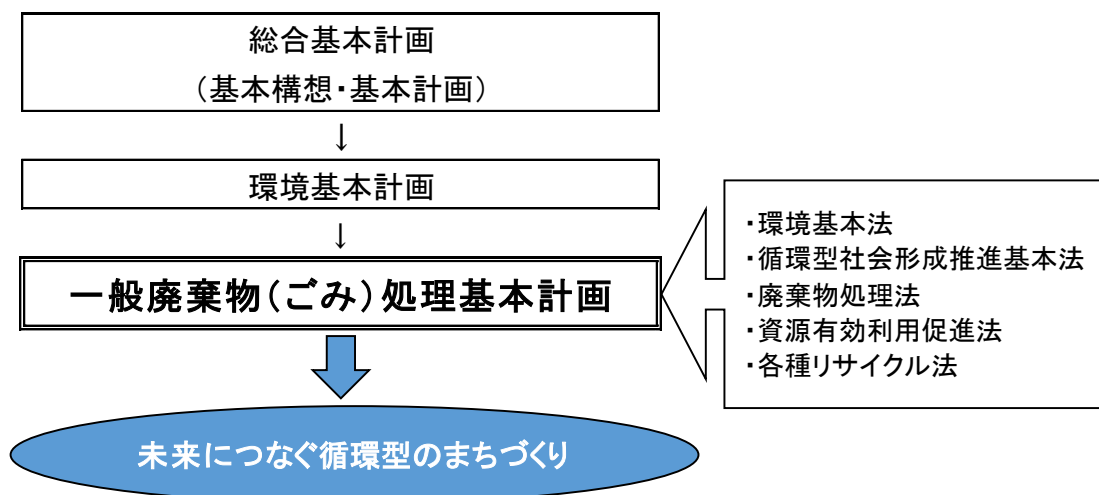 総合基本計画
（基本構想・基本計画）
↓
環境基本計画
↓
一般廃棄物（ごみ）処理基本計画
・環境基本法
・循環型社会形成推進基本法
・廃棄物処理法
・資源有効利用促進法
・各種リサイクル法
未来につなぐ循環型のまちづくり